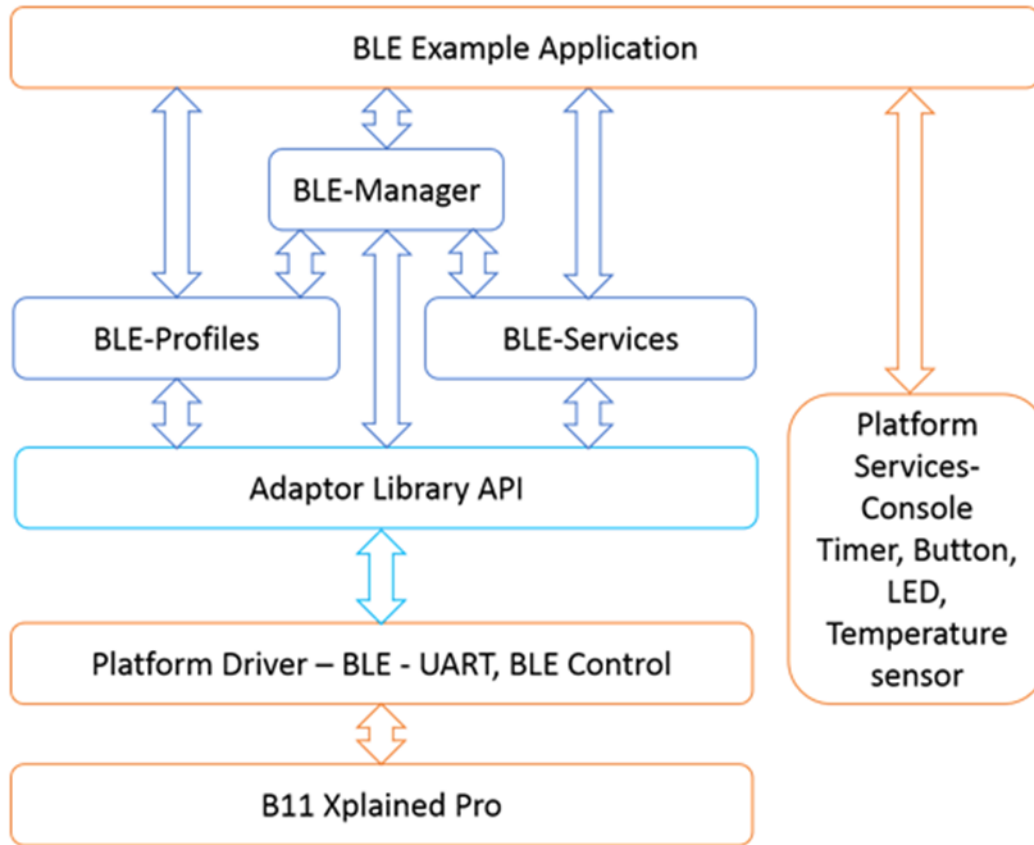 BLE Example Application
BLE-Manager
BLE-Profiles
BLE-Services
Adaptor Library API
Platform
Services-
Console
Timer, Button,
LED,
Temperature
sensor
Platform Driver – BLE - UART, BLE Control
B11 Xplained Pro